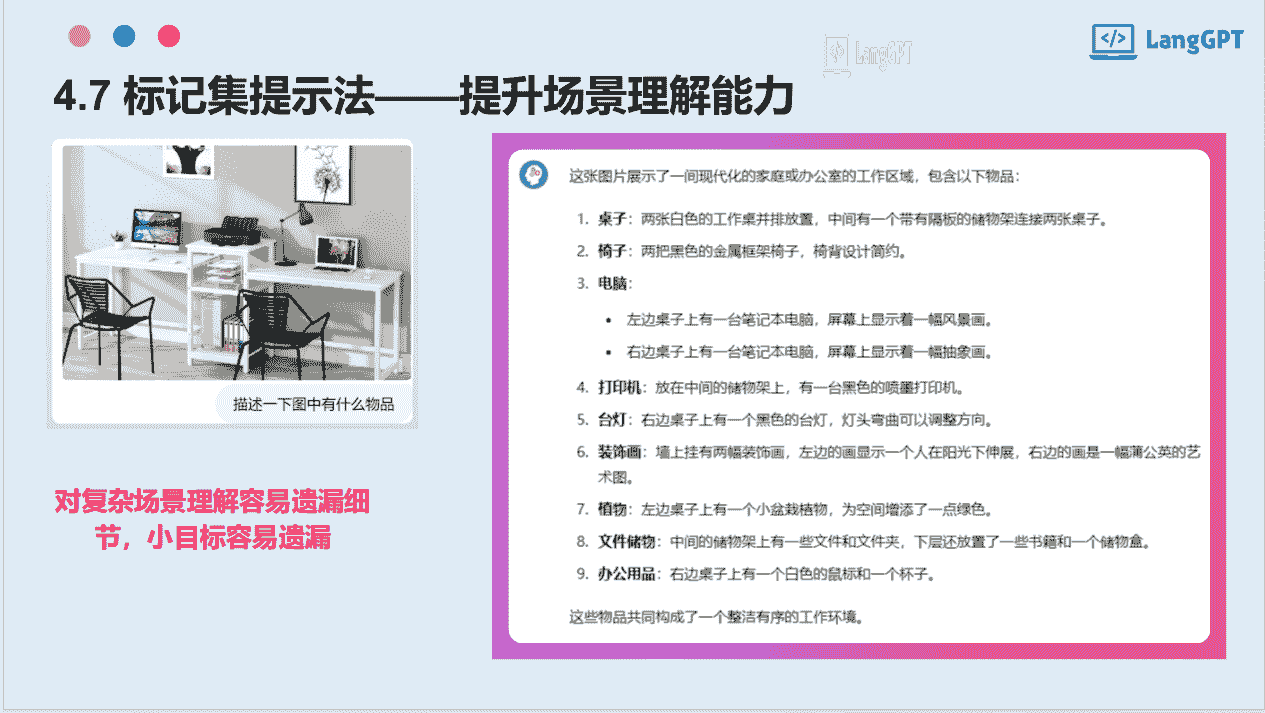 LangGPT
LangGPT
4.7 标记集提示法——提升场景理解能力
描述一下图中有什么物品
对复杂场景理解容易遗漏细
节，小目标容易遗漏
这张图片展示了一间现代化的家庭或办公室的工作区域，包含以下物品：
1. 桌子：两张白色的工作桌并排放置，中间有一个带有隔板的储物架连接两张桌子。
2. 椅子：两把黑色的金属框架椅子，椅背设计简约。
3. 电脑：
• 左边桌子上有一台笔记本电脑，屏幕上显示着一幅风景画。
• 右边桌子上有一台笔记本电脑，屏幕上显示着一幅抽象画。
4. 打印机：放在中间的储物架上，有一台黑色的喷墨打印机。
5. 台灯：右边桌子上有一个黑色的台灯，灯头弯曲可以调整方向。
6. 装饰画：墙上挂有两幅装饰画，左边的画显示一个人在阳光下伸展，右边的画是一幅蒲公英的艺
术图。
7. 植物：左边桌子上有一个小盆栽植物，为空间增添了一点绿色。
8. 文件储物：中间的储物架上有一些文件和文件夹，下层还放置了一些书籍和一个储物盒。
9. 办公用品：右边桌子上有一个白色的鼠标和一个杯子。
这些物品共同构成了一个整洁有序的工作环境。